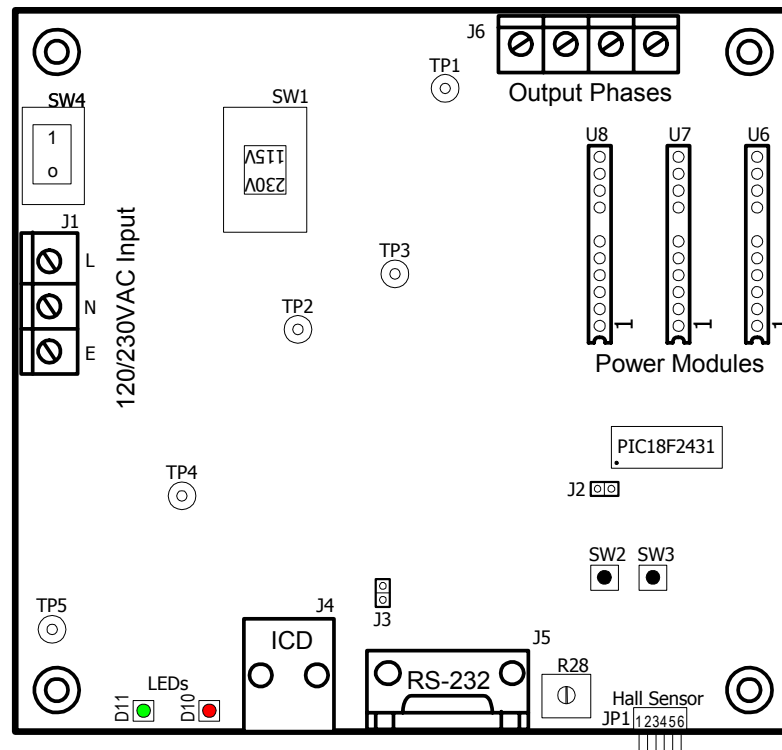 J6
TP1
Output Phases
SW4
SW1
1
o
115V
230V
U8 U7 U6
J1
L
N
E
120/230VAC Input
TP3
TP2
1 1 1
Power Modules
PIC18F2431
TP4
J2
SW2 SW3
TP5
J3
J4
ICD
J5
RS-232
R28
LEDs
D11
D10
Hall Sensor
JP1
123456